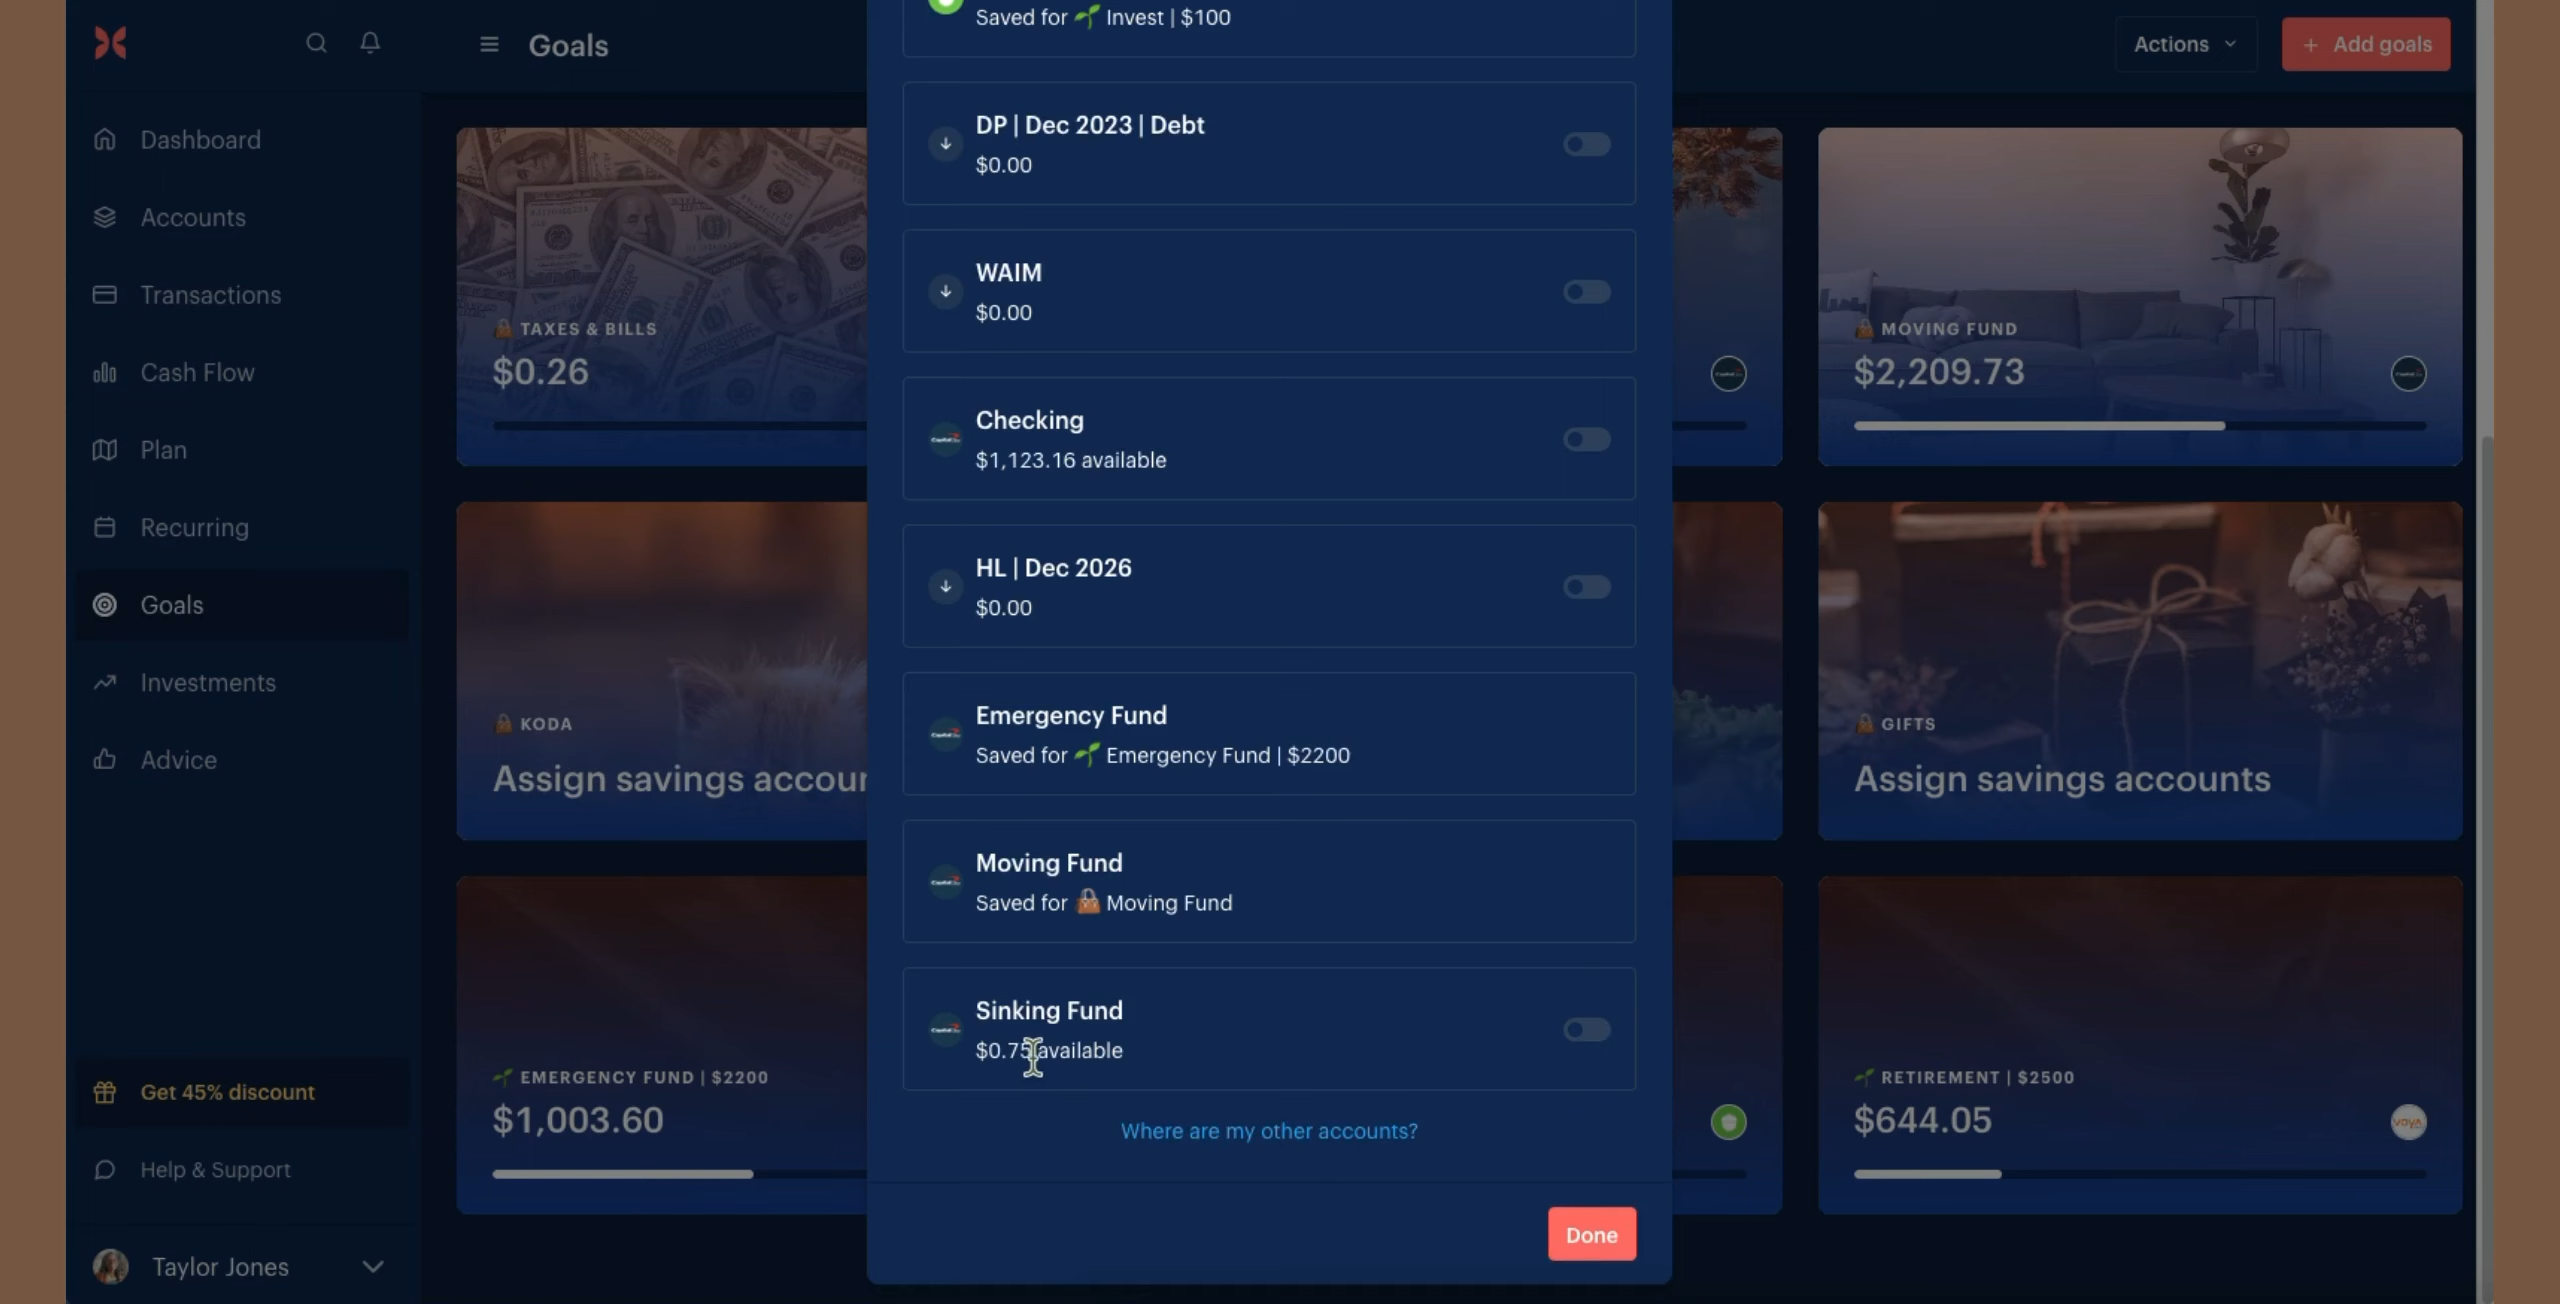 Goals
Actions
+ Add goals
Dashboard
Accounts
Transactions
Cash Flow
Plan
Recurring
Goals
Investments
Advice
Get 45% discount
Help & Support
Taylor Jones
TAXES & BILLS
$0.26
KODA
Assign savings accou
EMERGENCY FUND | $2200
$1,003.60
Saved for 🌱 Invest | $100
DP | Dec 2023 | Debt
$0.00
WAIM
$0.00
Checking
$1,123.16 available
HL | Dec 2026
$0.00
Emergency Fund
Saved for 🌱 Emergency Fund | $2200
Moving Fund
Saved for 👜 Moving Fund
Sinking Fund
$0.75 available
Where are my other accounts?
Done
MOVING FUND
$2,209.73
GIFTS
Assign savings accounts
RETIREMENT | $2500
$644.05
VOYA